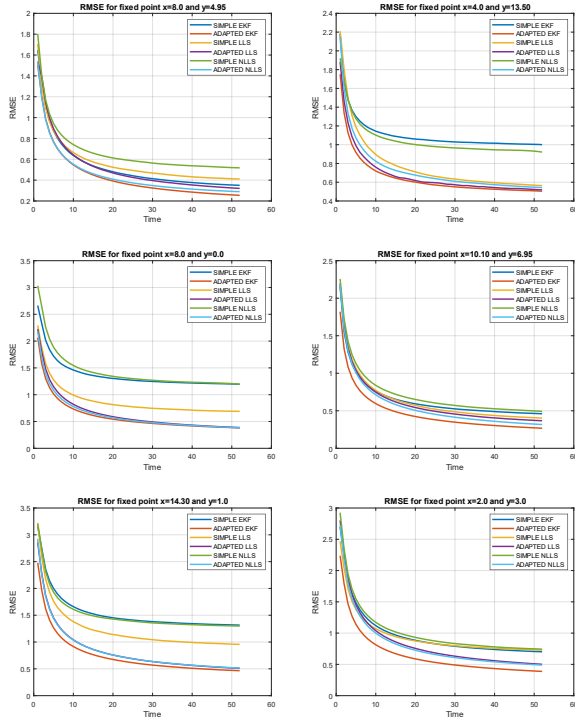 RMSE for fixed point x=8.0 and y=4.95
2
1.8
1.6
1.4
1.2
1
0.8
0.6
0.4
0.2
RMSE
0 10 20 30 40 50 60
Time
SIMPLE EKF
ADAPTED EKF
SIMPLE LLS
ADAPTED LLS
SIMPLE NLLS
ADAPTED NLLS
RMSE for fixed point x=4.0 and y=13.50
2.4
2.2
2
1.8
1.6
1.4
1.2
1
0.8
0.6
0.4
RMSE
0 10 20 30 40 50 60
Time
SIMPLE EKF
ADAPTED EKF
SIMPLE LLS
ADAPTED LLS
SIMPLE NLLS
ADAPTED NLLS
RMSE for fixed point x=8.0 and y=0.0
3.5
3
2.5
2
1.5
1
0.5
0
RMSE
0 10 20 30 40 50 60
Time
SIMPLE EKF
ADAPTED EKF
SIMPLE LLS
ADAPTED LLS
SIMPLE NLLS
ADAPTED NLLS
RMSE for fixed point x=10.10 and y=6.95
2.5
2
1.5
1
0.5
0
RMSE
0 10 20 30 40 50 60
Time
SIMPLE EKF
ADAPTED EKF
SIMPLE LLS
ADAPTED LLS
SIMPLE NLLS
ADAPTED NLLS
RMSE for fixed point x=14.30 and y=1.0
3.5
3
2.5
2
1.5
1
0.5
0
RMSE
0 10 20 30 40 50 60
Time
SIMPLE EKF
ADAPTED EKF
SIMPLE LLS
ADAPTED LLS
SIMPLE NLLS
ADAPTED NLLS
RMSE for fixed point x=2.0 and y=3.0
3
2.5
2
1.5
1
0.5
0
RMSE
0 10 20 30 40 50 60
Time
SIMPLE EKF
ADAPTED EKF
SIMPLE LLS
ADAPTED LLS
SIMPLE NLLS
ADAPTED NLLS